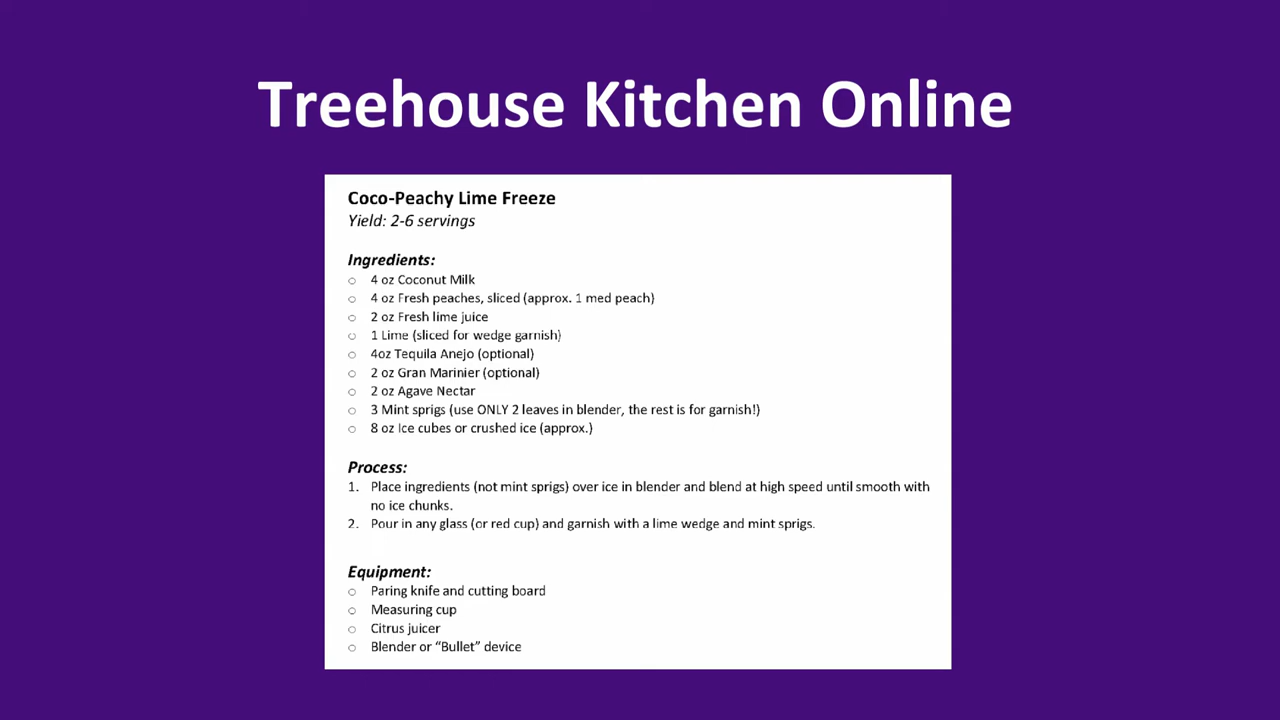 Treehouse Kitchen Online
Coco-Peachy Lime Freeze
Yield: 2-6 servings
Ingredients:
○ 4 oz Coconut Milk
○ 4 oz Fresh peaches, sliced (approx. 1 med peach)
○ 2 oz Fresh lime juice
○ 1 Lime (sliced for wedge garnish)
○ 4oz Tequila Anejo (optional)
○ 2 oz Gran Marinier (optional)
○ 2 oz Agave Nectar
○ 3 Mint sprigs (use ONLY 2 leaves in blender, the rest is for garnish!)
○ 8 oz Ice cubes or crushed ice (approx.)
Process:
1. Place ingredients (not mint sprigs) over ice in blender and blend at high speed until smooth with
no ice chunks.
2. Pour in any glass (or red cup) and garnish with a lime wedge and mint sprigs.
Equipment:
○ Paring knife and cutting board
○ Measuring cup
○ Citrus juicer
○ Blender or “Bullet” device